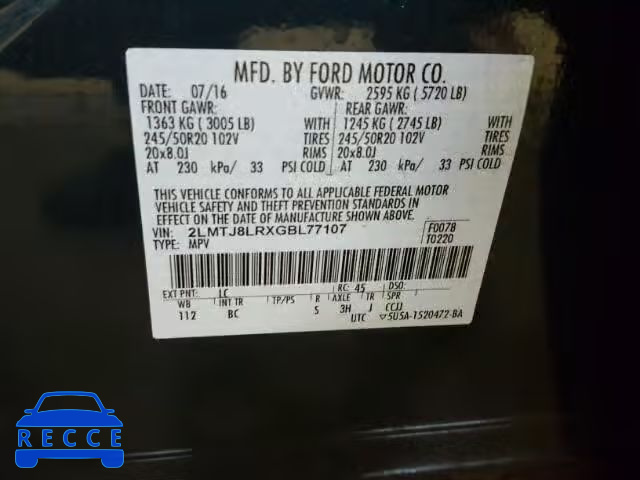 MFD. BY FORD MOTOR CO.
DATE: 07/16 GVWR: 2595 KG ( 5720 LB)
FRONT GAWR: REAR GAWR:
1363 KG ( 3005 LB) WITH 1245 KG ( 2745 LB) WITH
245/50R20 102V TIRES 245/50R20 102V TIRES
20x8.0J RIMS 20x8.0J RIMS
AT 230 kPa/ 33 PSI COLD AT 230 kPa/ 33 PSI COLD
THIS VEHICLE CONFORMS TO ALL APPLICABLE FEDERAL MOTOR
VEHICLE SAFETY AND THEFT PREVENTION STANDARDS IN
EFFECT ON THE DATE OF MANUFACTURE SHOWN ABOVE.
VIN: 2LMTJ8LRXGBL77107 F0078
TYPE: MPV T0220
EXT PNT: LC RC: 45 DSO:
WB INT TR TP/PS R AXLE TR SPR
112 BC S 3H J CCJJ
UTC ▽5U5A-1520472-BA
RECCE